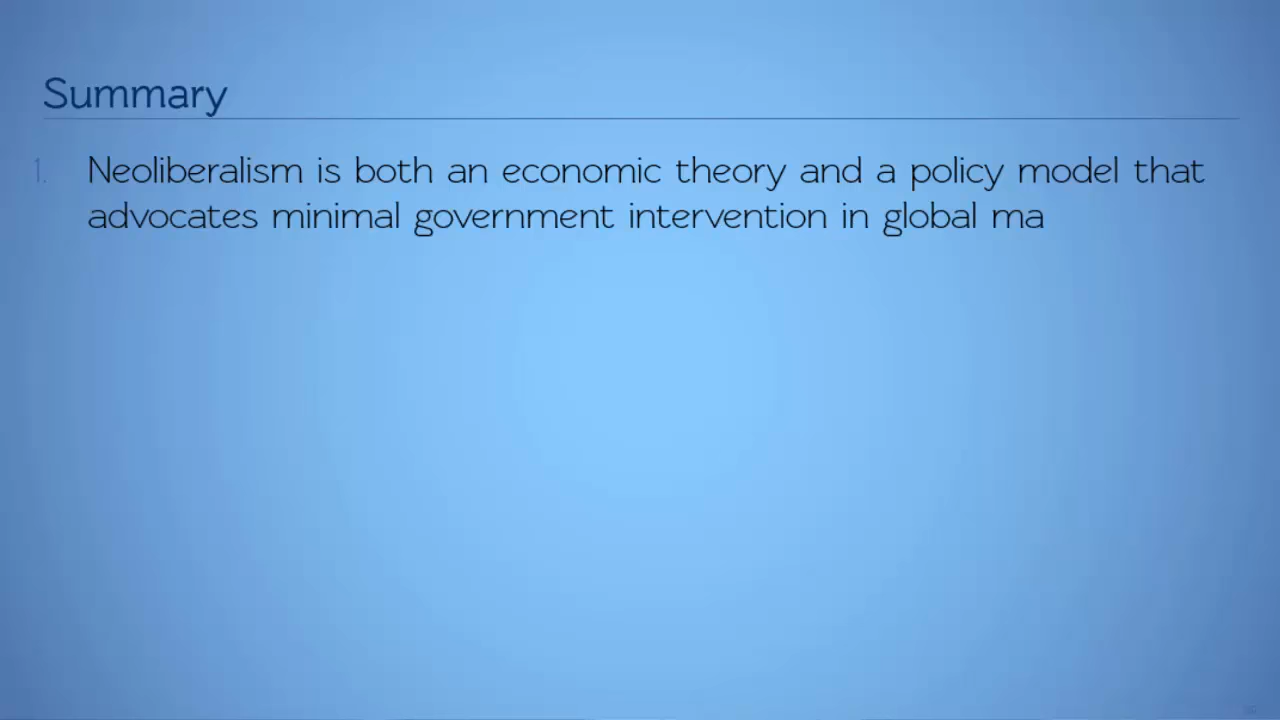 Summary
1. Neoliberalism is both an economic theory and a policy model that
advocates minimal government intervention in global ma